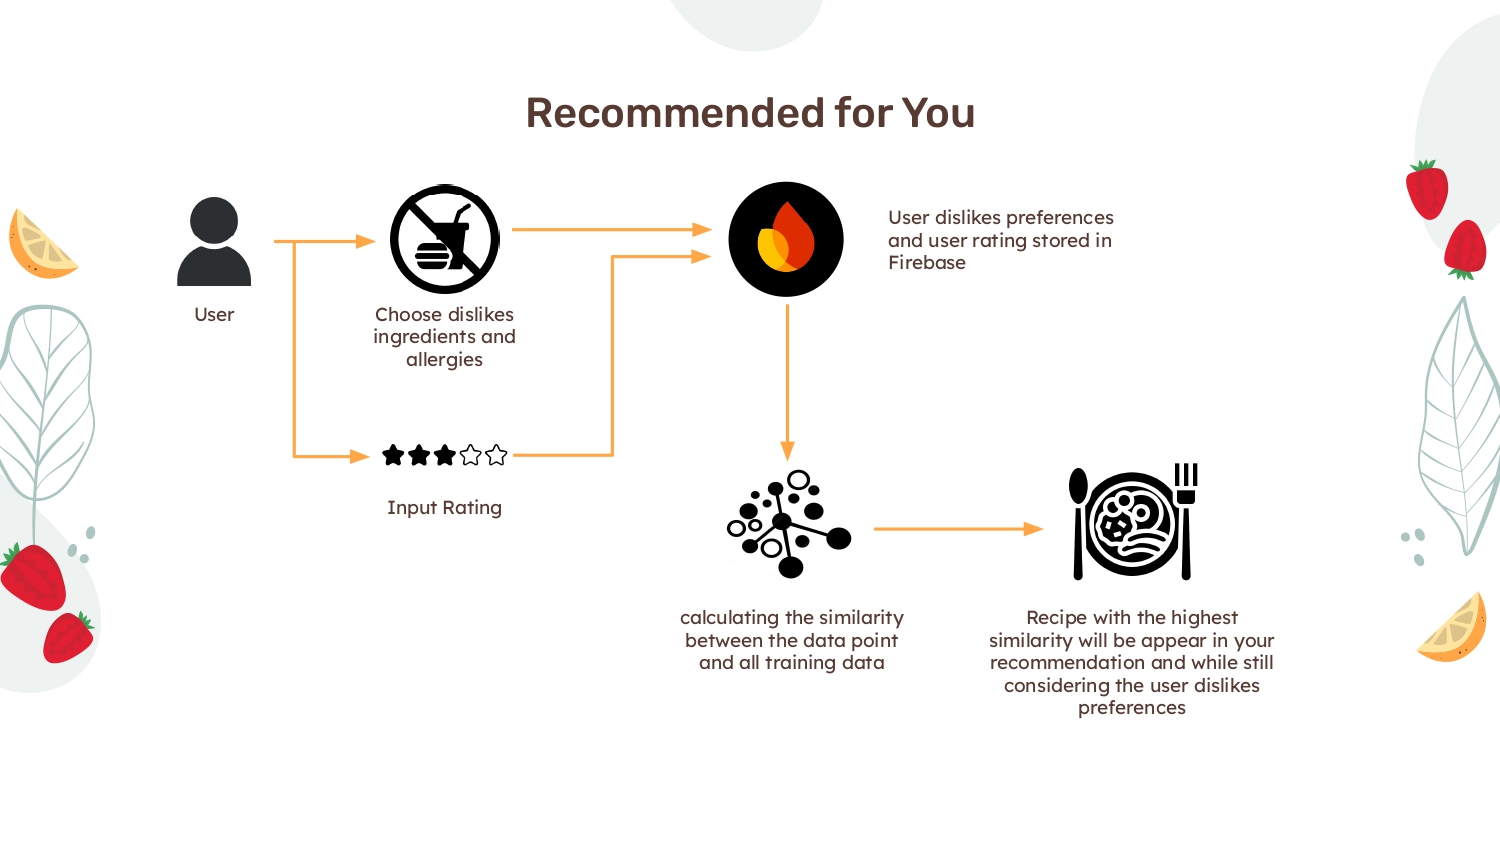 Recommended for You
User
Choose dislikes
ingredients and
allergies
User dislikes preferences
and user rating stored in
Firebase
Input Rating
calculating the similarity
between the data point
and all training data
Recipe with the highest
similarity will be appear in your
recommendation and while still
considering the user dislikes
preferences